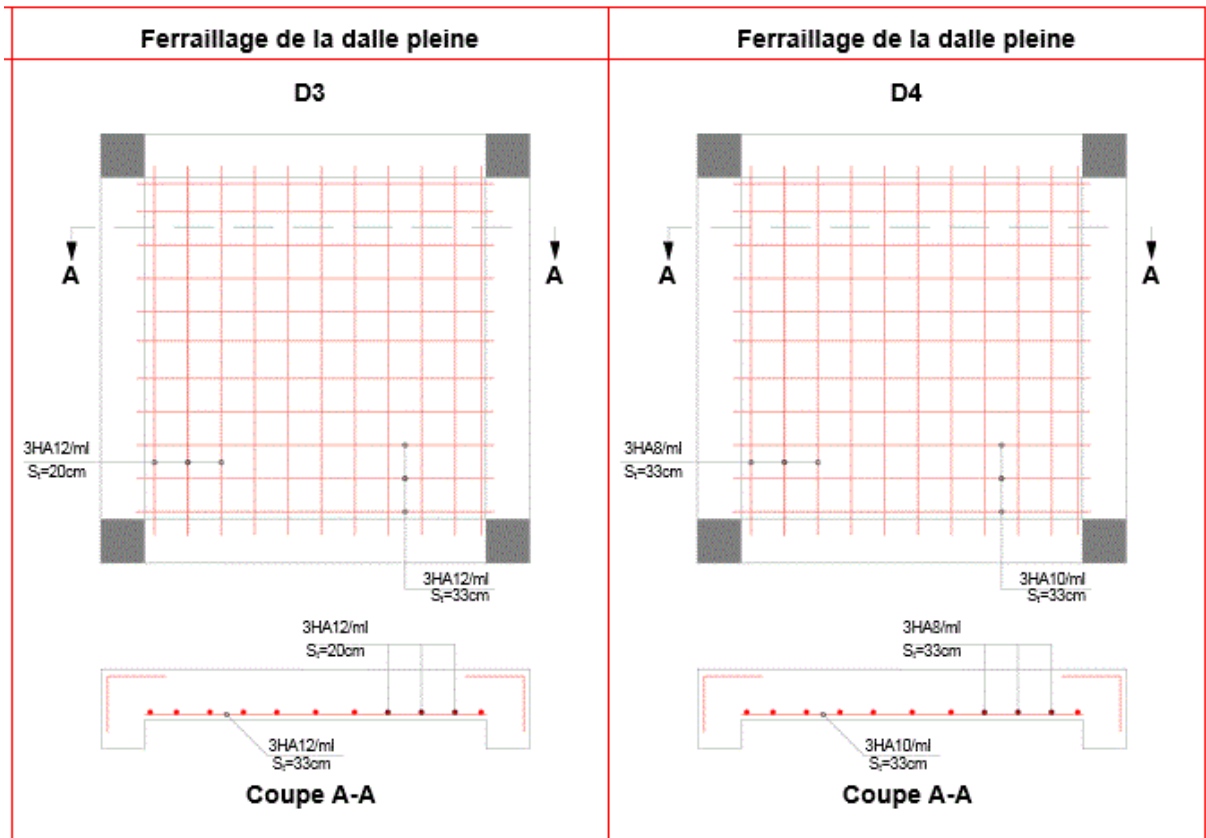 Ferraillage de la dalle pleine
D3
A
A
3HA12/ml
St=20cm
3HA12/ml
St=33cm
3HA12/ml
St=20cm
3HA12/ml
St=33cm
Coupe A-A
Ferraillage de la dalle pleine
D4
A
A
3HA8/ml
St=33cm
3HA10/ml
St=33cm
3HA8/ml
St=33cm
3HA10/ml
St=33cm
Coupe A-A